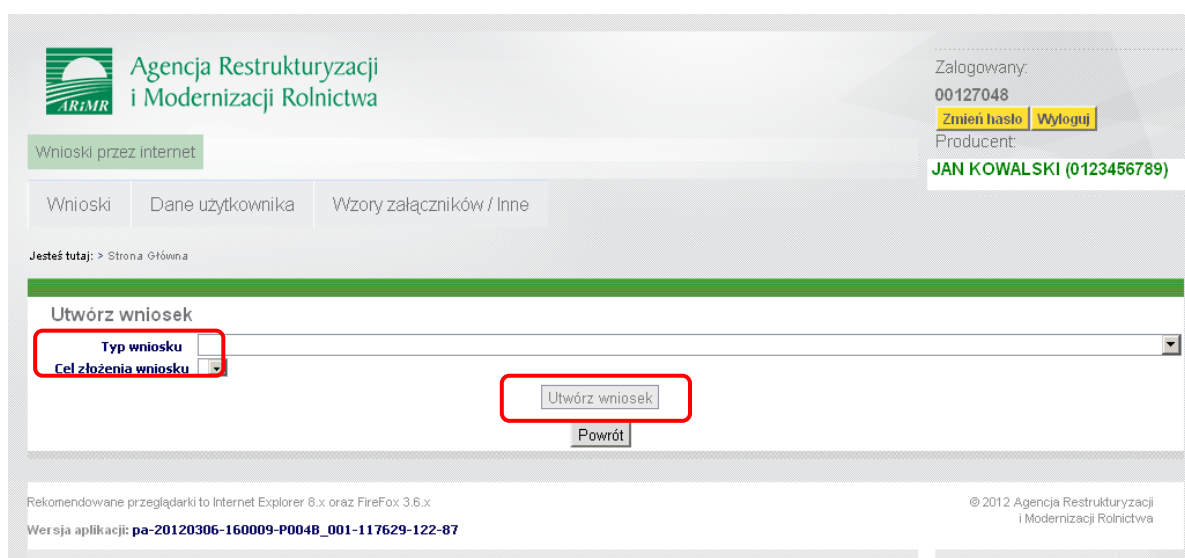 ARiMR
Agencja Restrukturyzacji
i Modernizacji Rolnictwa
Zalogowany:
00127048
Zmień hasło Wyloguj
Producent:
JAN KOWALSKI (0123456789)
Wnioski przez internet
Wnioski Dane użytkownika Wzory załączników / Inne
Jesteś tutaj: > Strona Główna
Utwórz wniosek
Typ wniosku
Cel złożenia wniosku
Utwórz wniosek
Powrót
Rekomendowane przeglądarki to Internet Explorer 8.x oraz FireFox 3.6.x
Wersja aplikacji: pa-20120306-160009-P004B_001-117629-122-87
© 2012 Agencja Restrukturyzacji
i Modernizacji Rolnictwa